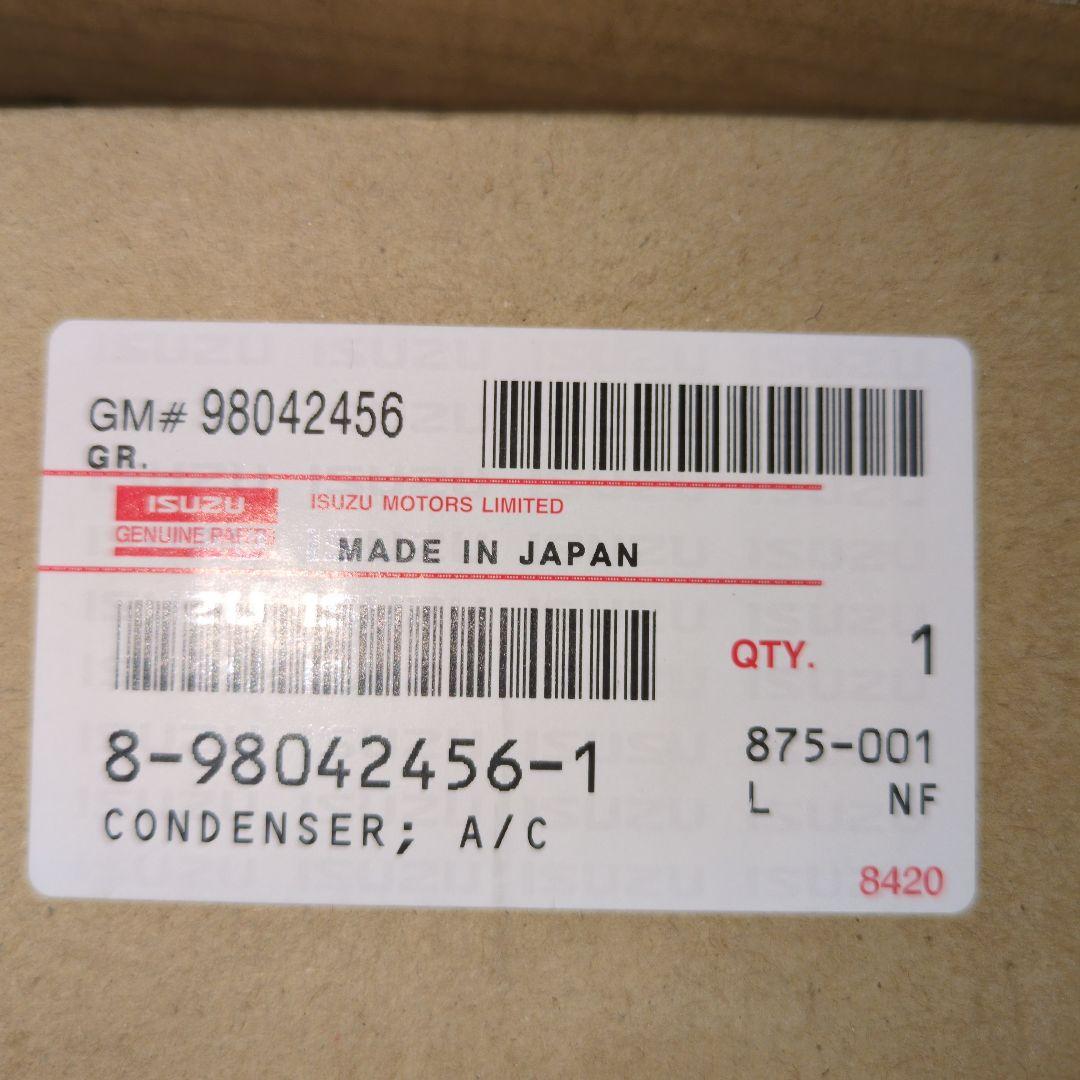 GM# 98042456
GR.
ISUZU
GENUINE PARTS
ISUZU MOTORS LIMITED
MADE IN JAPAN
QTY. 1
8-98042456-1
875-001
CONDENSER; A/C
L NF
8420